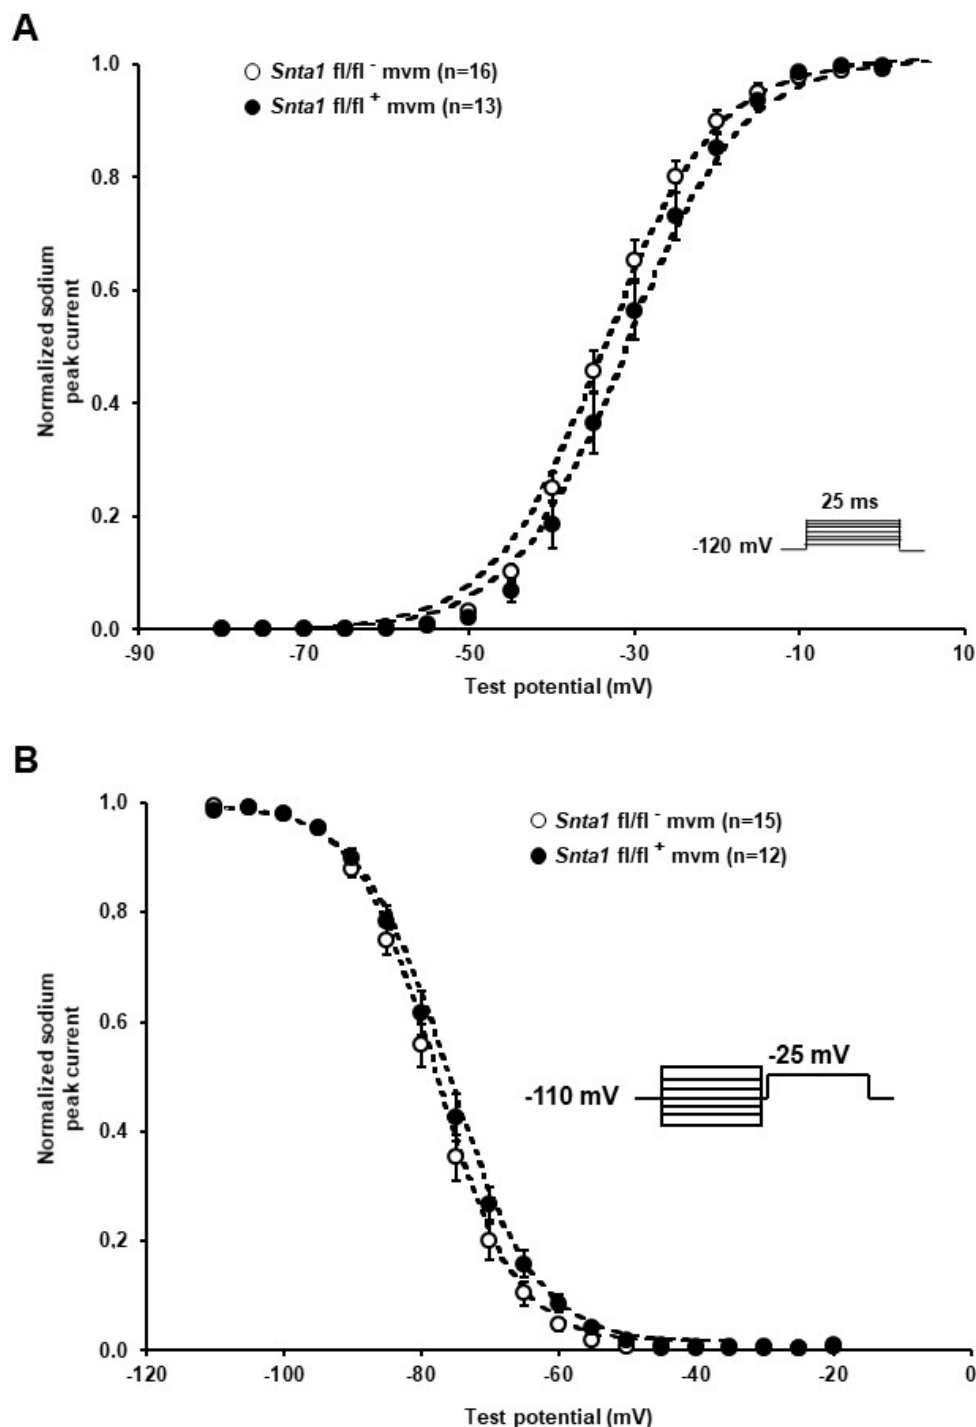 A
1.0
0.8
0.6
0.4
0.2
0.0
Normalized sodium
peak current
Snta1 fl/fl - mvm (n=16)
Snta1 fl/fl + mvm (n=13)
25 ms
-120 mV
-90
-70
-50
-30
-10
10
Test potential (mV)
B
1,0
0,8
0,6
0,4
0,2
0.0
Normalized sodium
peak current
Snta1 fl/fl - mvm (n=15)
Snta1 fl/fl + mvm (n=12)
-25 mV
-110 mV
-120
-100
-80
-60
-40
-20
0
Test potential (mV)